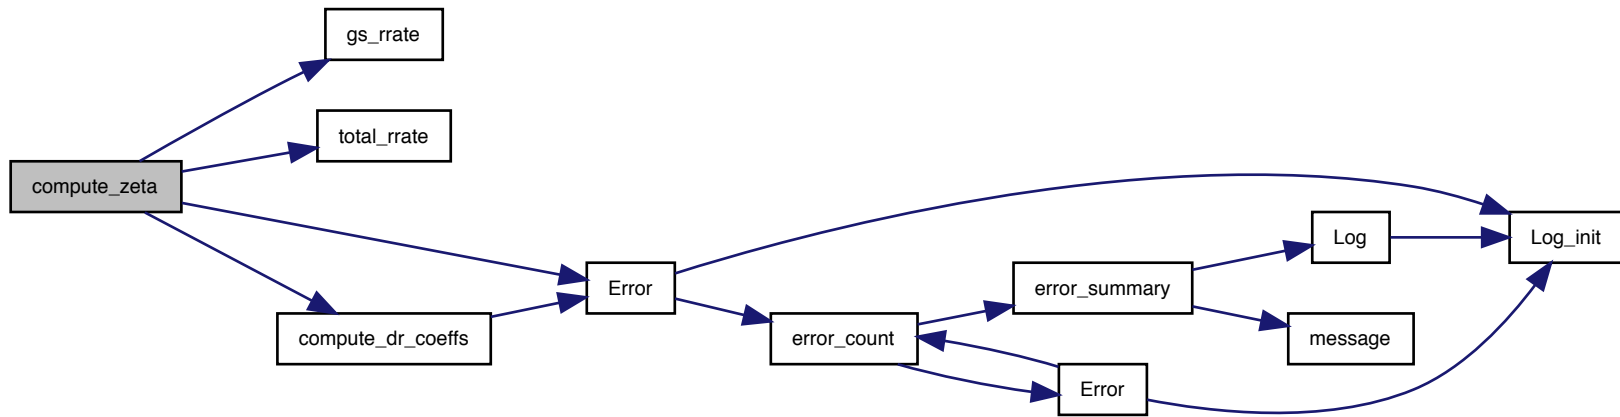 gs_rrate
total_rrate
compute_zeta
Log
Log_init
Error
error_summary
compute_dr_coeffs
error_count
message
Error